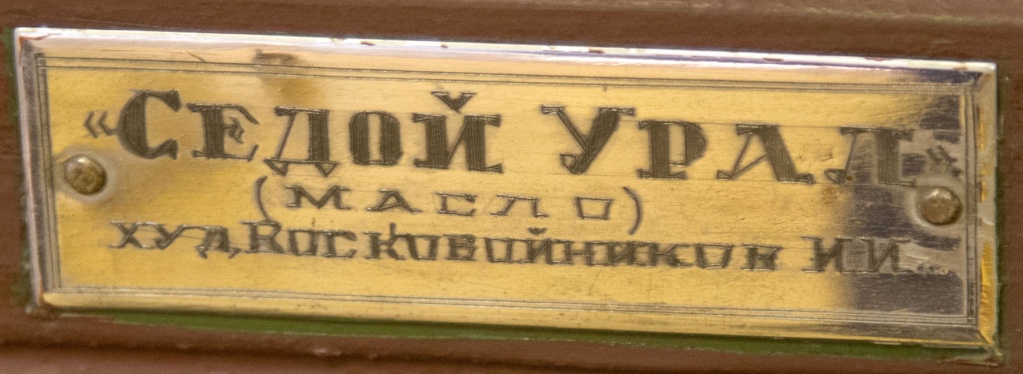 «Седой Урал»
(масло)
худ. Воскобойников И.И.